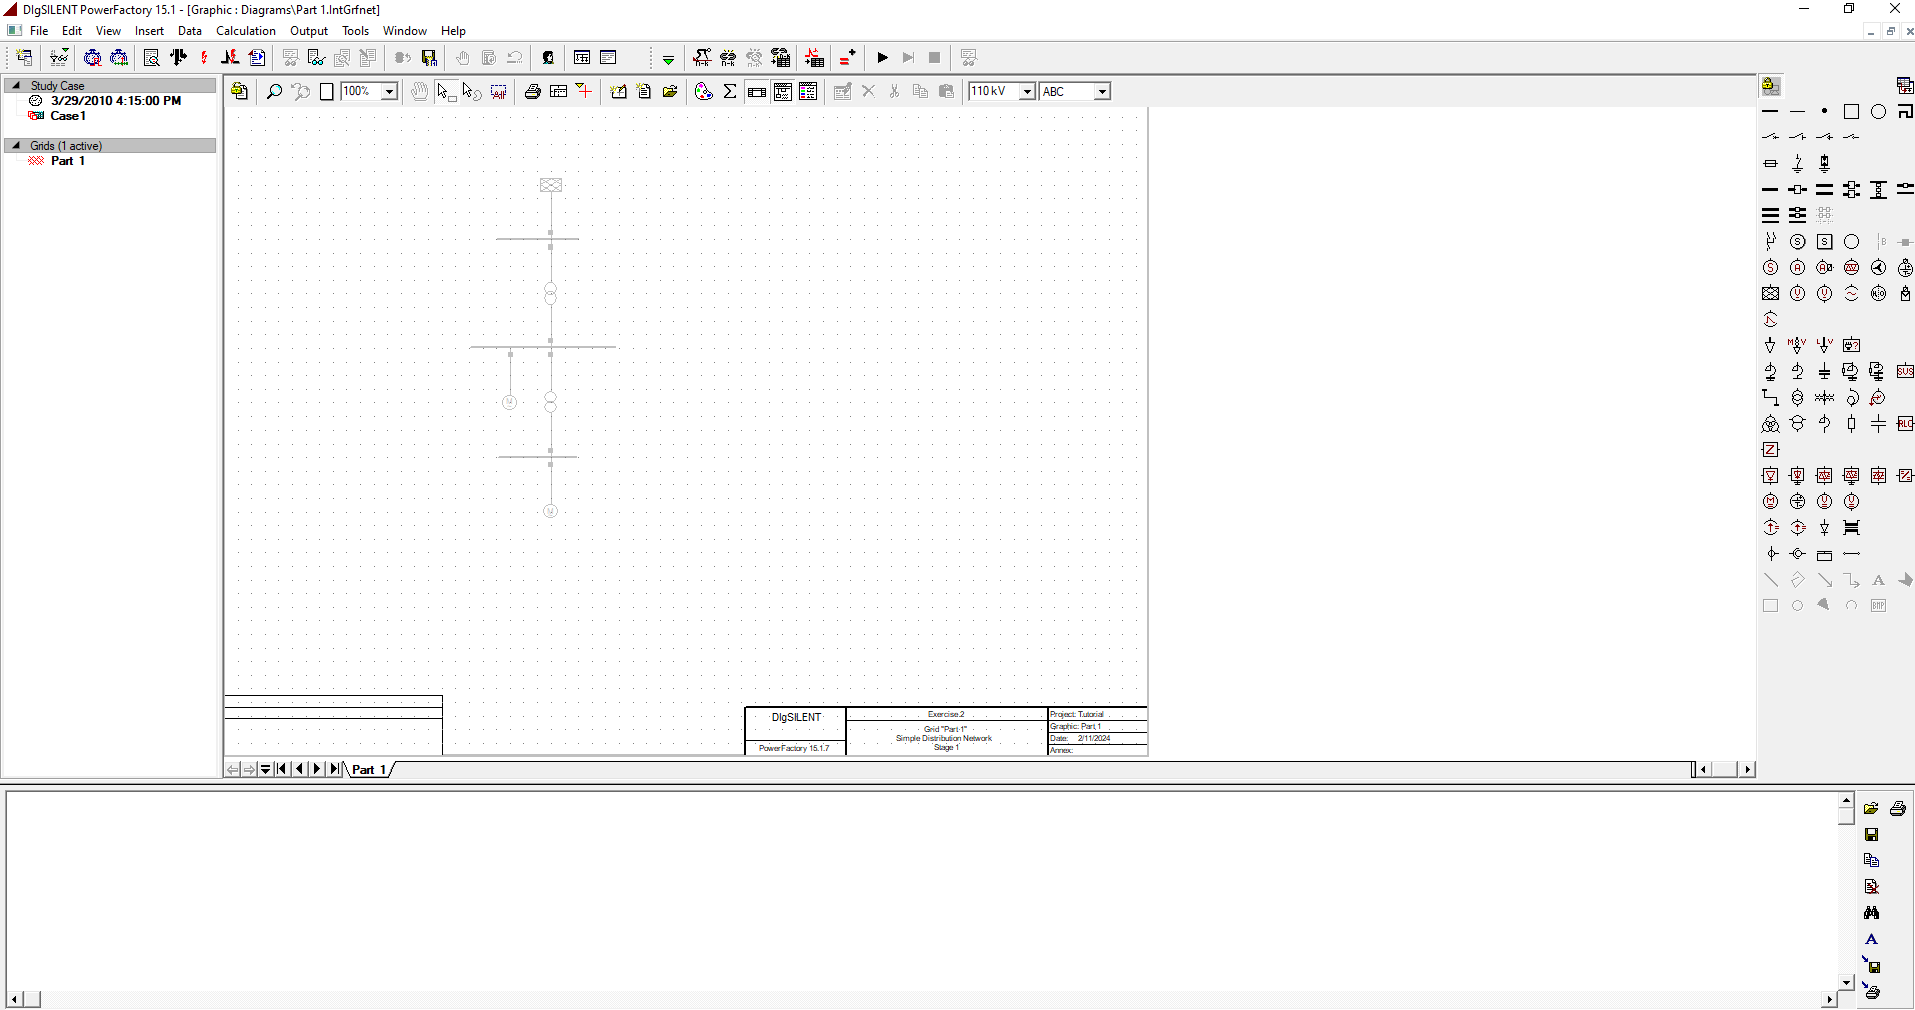 DIgSILENT PowerFactory 15.1 - [Graphic : Diagrams\Part 1.IntGrfnet]
File Edit View Insert Data Calculation Output Tools Window Help
Study Case
3/29/2010 4:15:00 PM
Case1
Grids (1 active)
Part 1
100%
110 kV
ABC
M
M
DIgSILENT
PowerFactory 15.1.7
Exercise 2
Grid "Part 1"
Simple Distribution Network
Stage 1
Project: Tutorial
Graphic: Part 1
Date: 2/11/2024
Annex:
Part 1